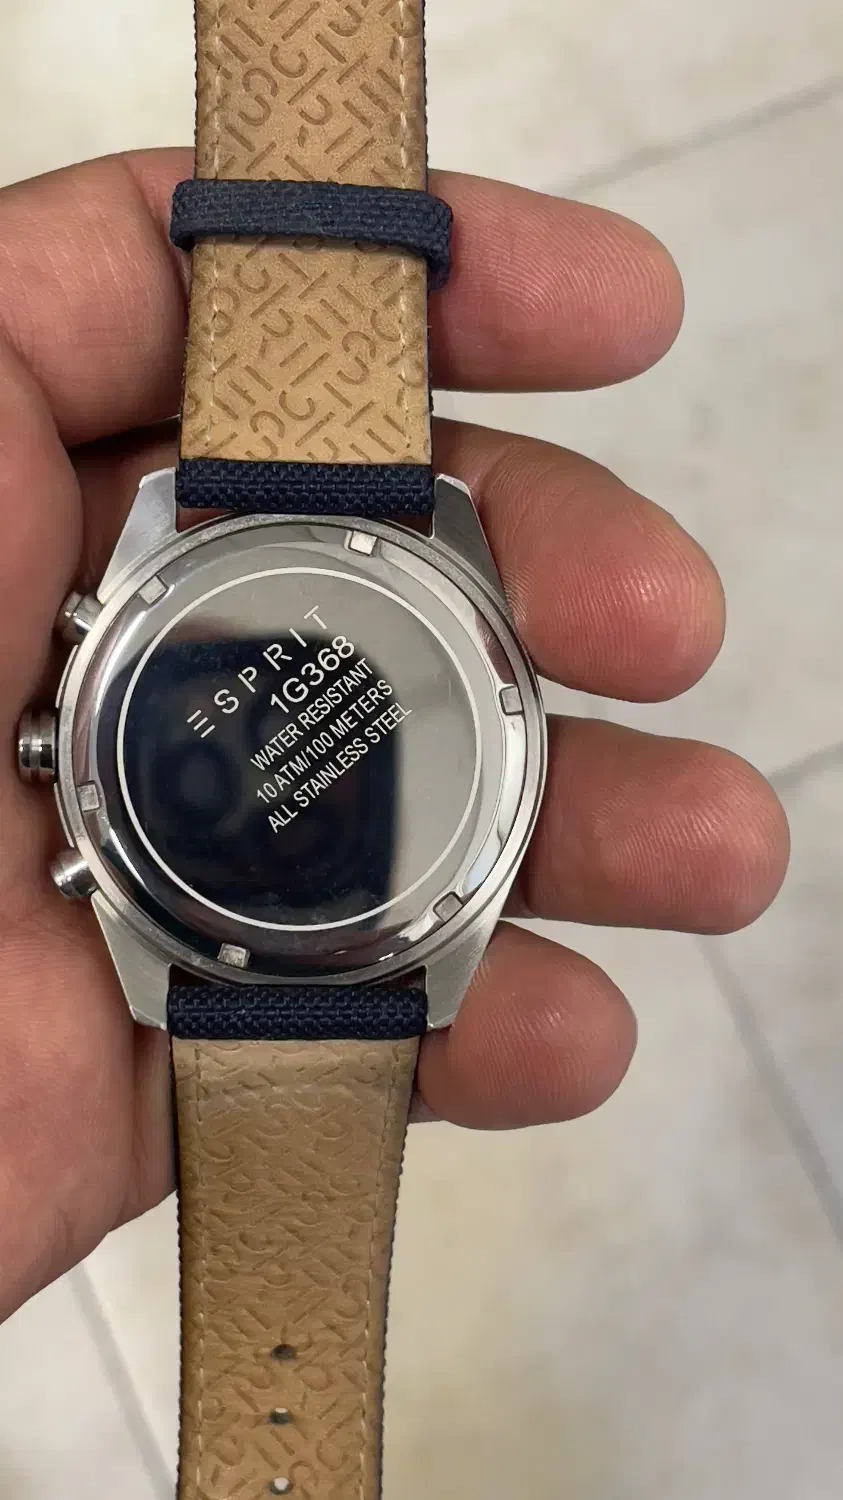 ESPRIT
1G368
WATER RESISTANT
10 ATM/100 METERS
ALL STAINLESS STEEL